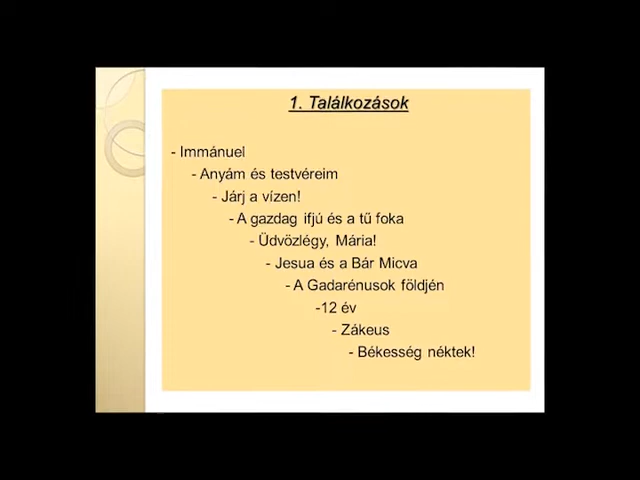 1. Találkozások
- Immánuel
- Anyám és testvéreim
- Járj a vízen!
- A gazdag ifjú és a tű foka
- Üdvözlégy, Mária!
- Jesua és a Bár Micva
- A Gadarénusok földjén
-12 év
- Zákeus
- Békesség néktek!